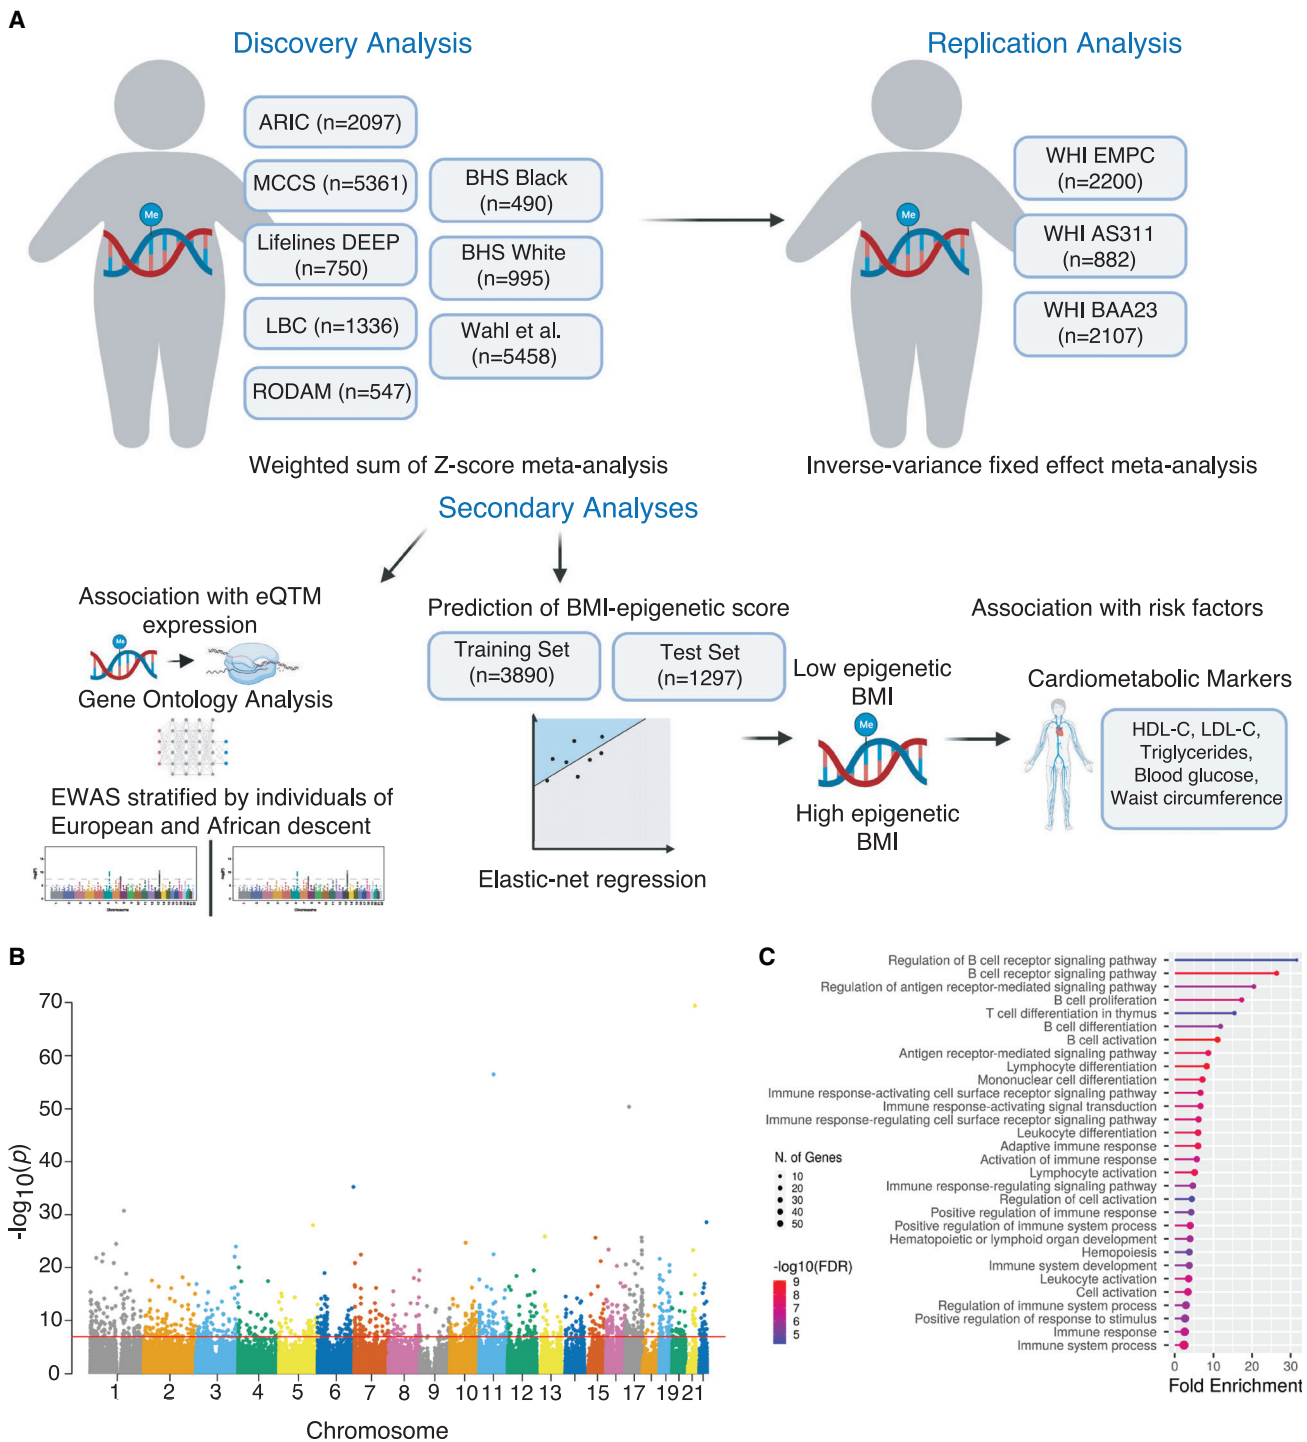 A
Discovery Analysis
Replication Analysis
ARIC (n=2097)
MCCS (n=5361)
Lifelines DEEP
(n=750)
LBC (n=1336)
RODAM (n=547)
BHS Black
(n=490)
BHS White
(n=995)
Wahl et al.
(n=5458)
Me
WHI EMPC
(n=2200)
WHI AS311
(n=882)
WHI BAA23
(n=2107)
Me
Weighted sum of Z-score meta-analysis
Inverse-variance fixed effect meta-analysis
Secondary Analyses
Association with eQTM
expression
Me
Gene Ontology Analysis
EWAS stratified by individuals of
European and African descent
Chromosome
Chromosome
Prediction of BMI-epigenetic score
Training Set
(n=3890)
Test Set
(n=1297)
Elastic-net regression
Low epigenetic
BMI
Me
High epigenetic
BMI
Association with risk factors
Cardiometabolic Markers
HDL-C, LDL-C,
Triglycerides,
Blood glucose,
Waist circumference
B
-log10(p)
70
60
50
40
30
20
10
0
1 2 3 4 5 6 7 8 9 10 11 12 13 15 17 19 21
Chromosome
C
Regulation of B cell receptor signaling pathway
B cell receptor signaling pathway
Regulation of antigen receptor-mediated signaling pathway
B cell proliferation
T cell differentiation in thymus
B cell differentiation
B cell activation
Antigen receptor-mediated signaling pathway
Lymphocyte differentiation
Mononuclear cell differentiation
Immune response-activating cell surface receptor signaling pathway
Immune response-activating signal transduction
Immune response-regulating cell surface receptor signaling pathway
Leukocyte differentiation
Adaptive immune response
Activation of immune response
Lymphocyte activation
Immune response-regulating signaling pathway
Regulation of cell activation
Positive regulation of immune response
Positive regulation of immune system process
Hematopoietic or lymphoid organ development
Hemopoiesis
Immune system development
Leukocyte activation
Cell activation
Regulation of immune system process
Positive regulation of response to stimulus
Immune response
Immune system process
0 10 20 30
Fold Enrichment
N. of Genes
10
20
30
40
50
-log10(FDR)
9
8
7
6
5